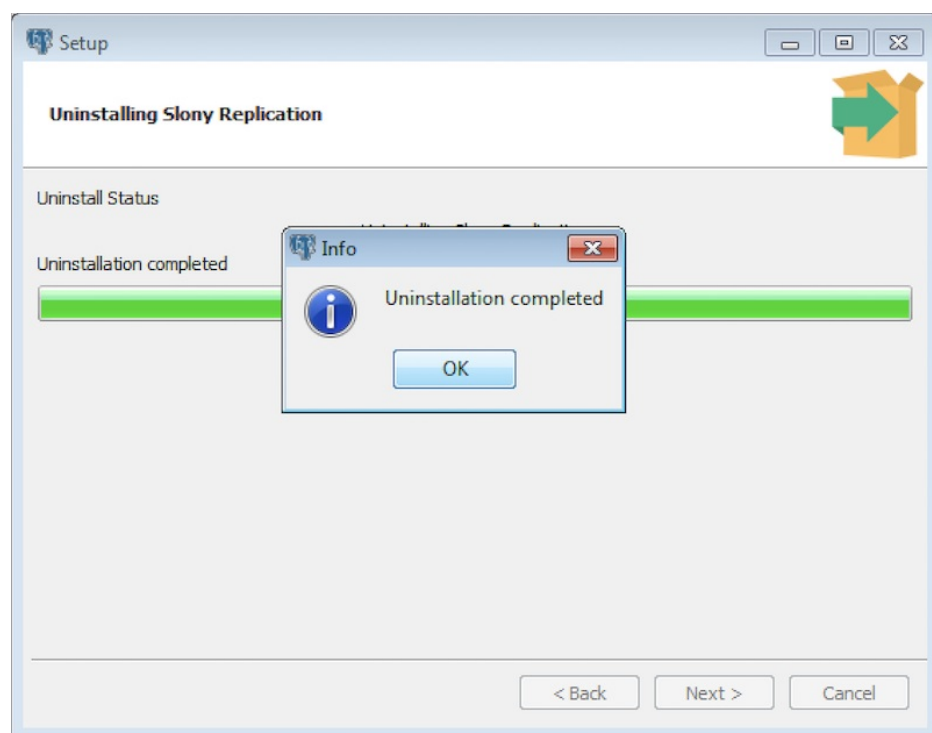 Setup
Uninstalling Slony Replication
Uninstall Status
Info
Uninstallation completed
Uninstallation completed
OK
< Back
Next >
Cancel